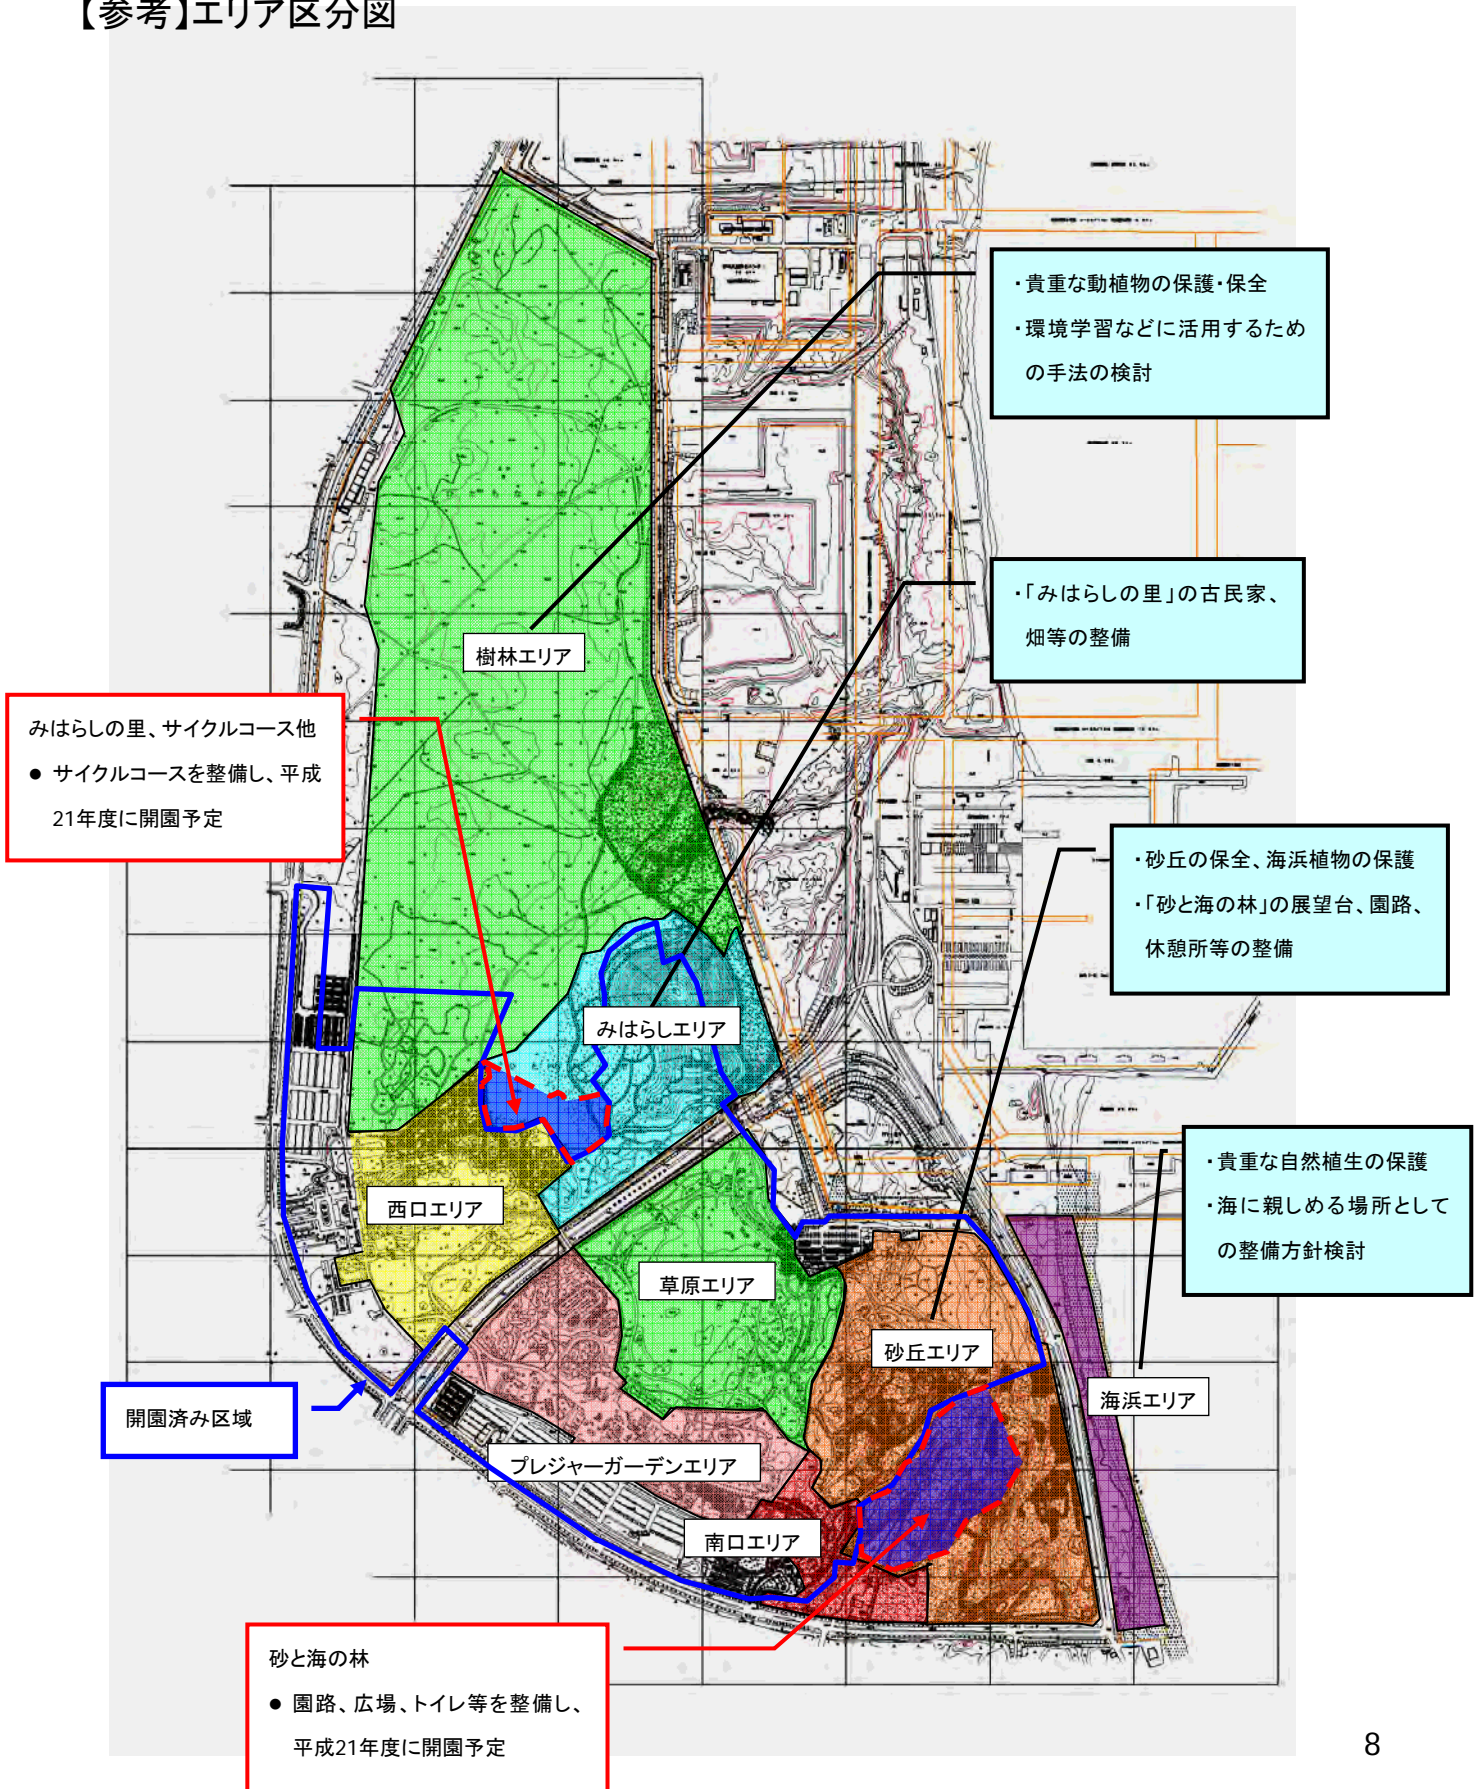 【参考】エリア区分図
・貴重な動植物の保護・保全
・環境学習などに活用するため
の手法の検討
・「みはらしの里」の古民家、
畑等の整備
樹林エリア
みはらしの里、サイクルコース他
● サイクルコースを整備し、平成
21年度に開園予定
・砂丘の保全、海浜植物の保護
・「砂と海の林」の展望台、園路、
休憩所等の整備
みはらしエリア
・貴重な自然植生の保護
・海に親しめる場所として
の整備方針検討
西口エリア
草原エリア
砂丘エリア
海浜エリア
開園済み区域
プレジャーガーデンエリア
南口エリア
砂と海の林
● 園路、広場、トイレ等を整備し、
平成21年度に開園予定
8